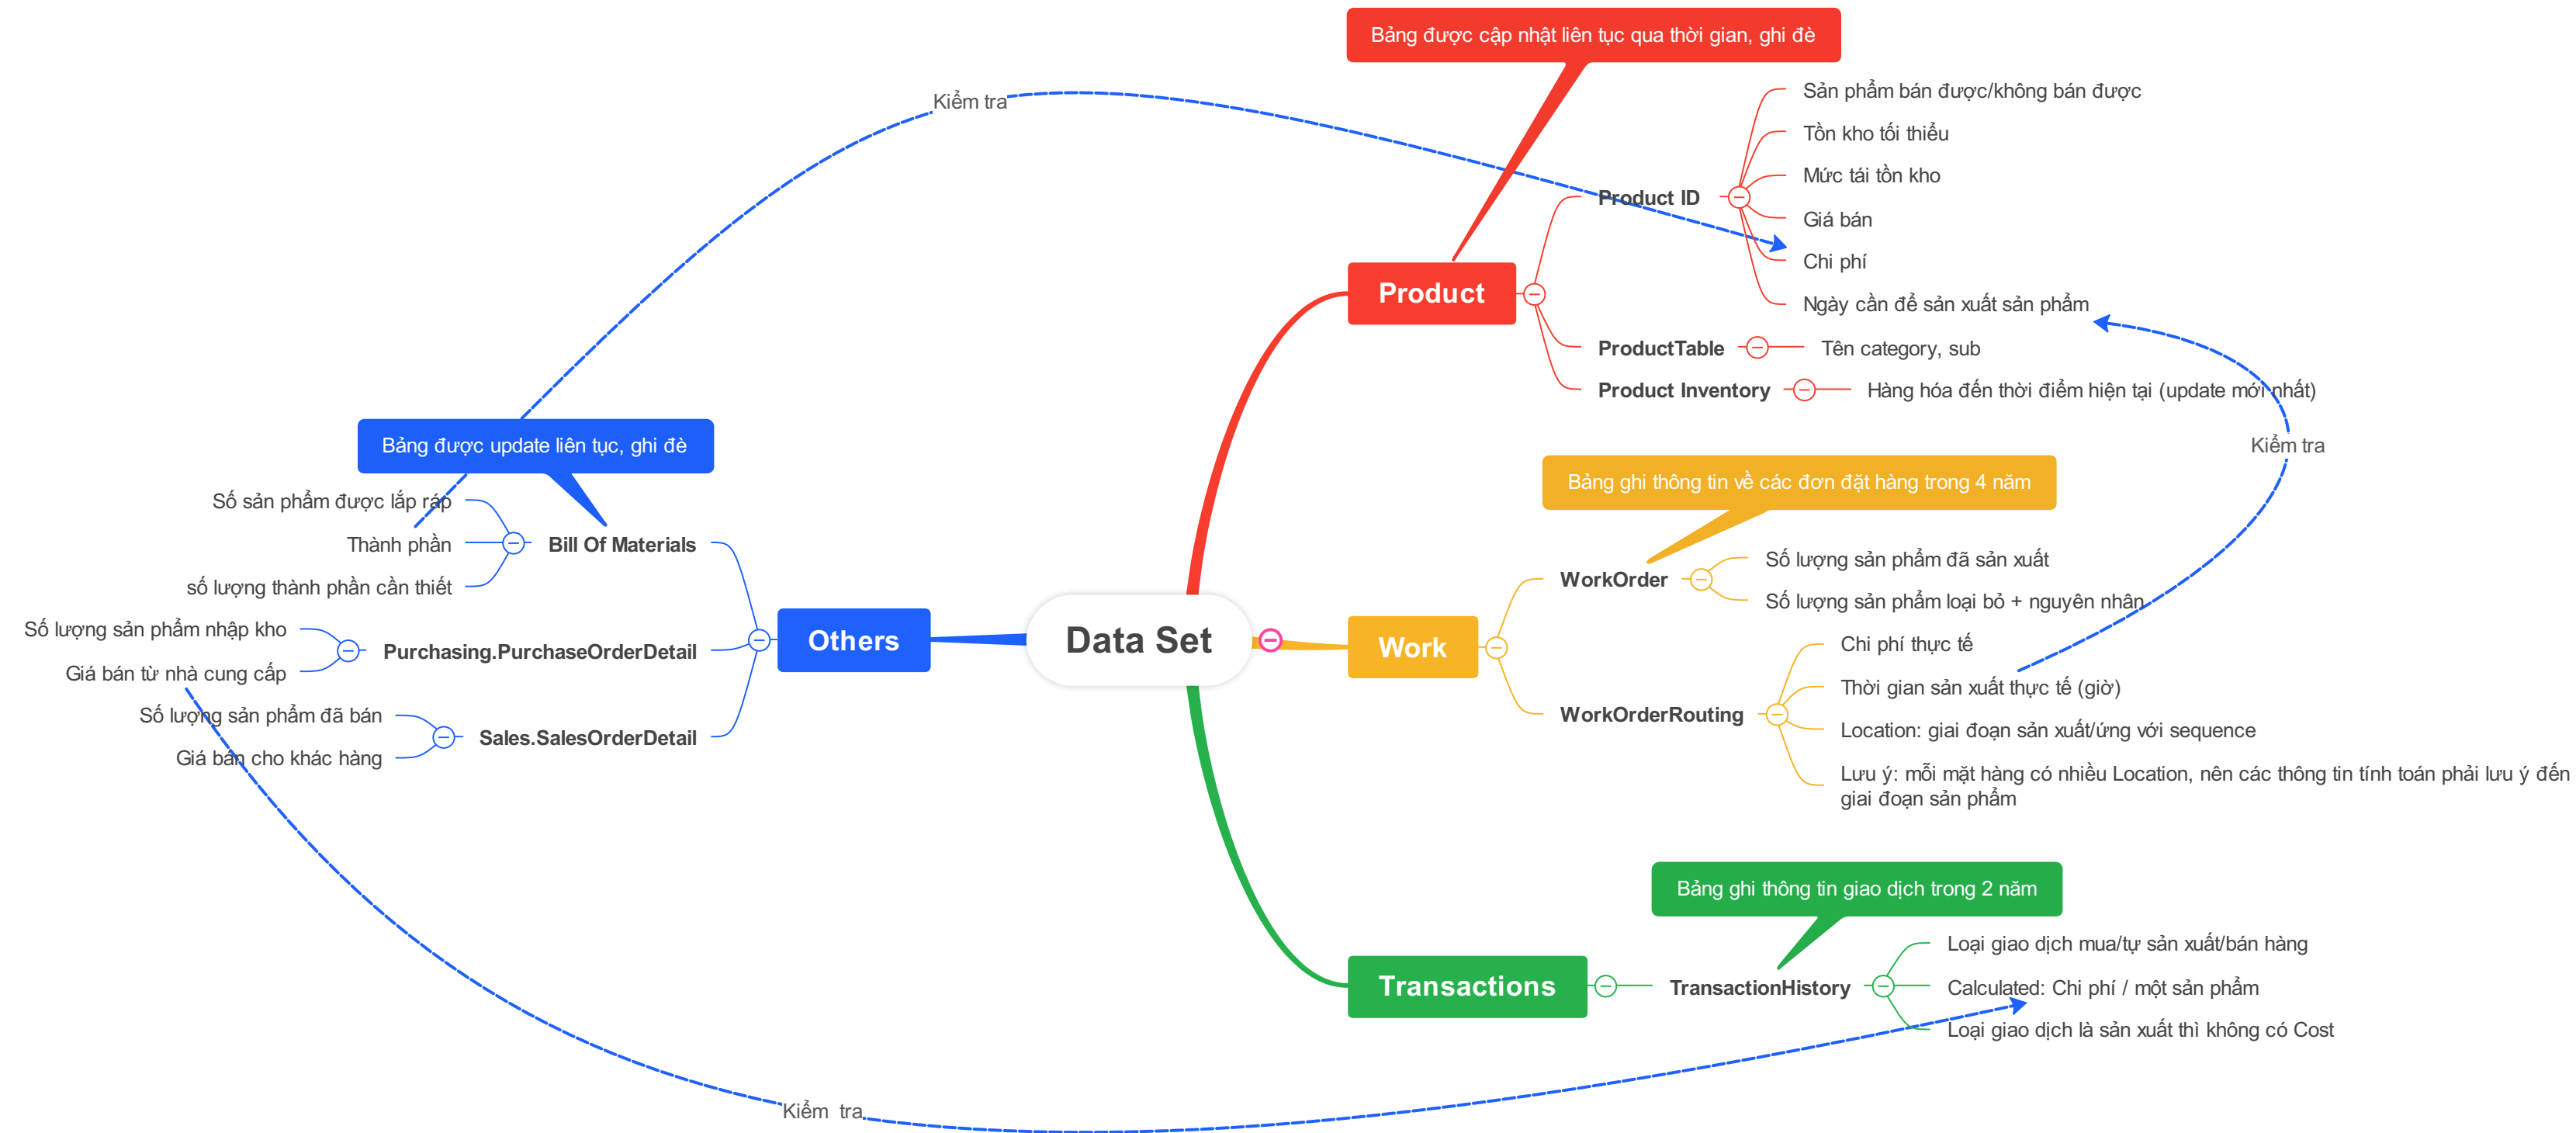 Data Set
Product
Bảng được cập nhật liên tục qua thời gian, ghi đè
Product ID
Sản phẩm bán được/không bán được
Tồn kho tối thiểu
Mức tái tồn kho
Giá bán
Chi phí
Ngày cần để sản xuất sản phẩm
ProductTable
Tên category, sub
Product Inventory
Hàng hóa đến thời điểm hiện tại (update mới nhất)
Work
Bảng ghi thông tin về các đơn đặt hàng trong 4 năm
WorkOrder
Số lượng sản phẩm đã sản xuất
Số lượng sản phẩm loại bỏ + nguyên nhân
WorkOrderRouting
Chi phí thực tế
Thời gian sản xuất thực tế (giờ)
Location: giai đoạn sản xuất/ứng với sequence
Lưu ý: mỗi mặt hàng có nhiều Location, nên các thông tin tính toán phải lưu ý đến
giai đoạn sản phẩm
Transactions
Bảng ghi thông tin giao dịch trong 2 năm
TransactionHistory
Loại giao dịch mua/tự sản xuất/bán hàng
Calculated: Chi phí / một sản phẩm
Loại giao dịch là sản xuất thì không có Cost
Others
Bảng được update liên tục, ghi đè
Bill Of Materials
Số sản phẩm được lắp ráp
Thành phần
số lượng thành phần cần thiết
Purchasing.PurchaseOrderDetail
Số lượng sản phẩm nhập kho
Giá bán từ nhà cung cấp
Sales.SalesOrderDetail
Số lượng sản phẩm đã bán
Giá bán cho khác hàng
Kiểm tra
Kiểm tra
Kiểm tra